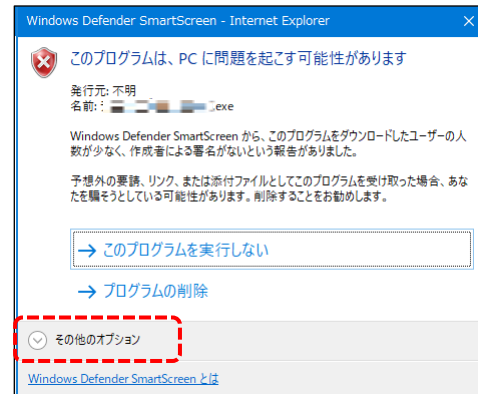 Windows Defender SmartScreen - Internet Explorer
このプログラムは、PC に問題を起こす可能性があります
発行元: 不明
名前: .exe
Windows Defender SmartScreen から、このプログラムをダウンロードしたユーザーの人
数が少なく、作成者による署名がないという報告がありました。
予想外の要請、リンク、または添付ファイルとしてこのプログラムを受け取った場合、あな
たを騙そうとしている可能性があります。削除することをお勧めします。
→ このプログラムを実行しない
→ プログラムの削除
その他のオプション
Windows Defender SmartScreen とは